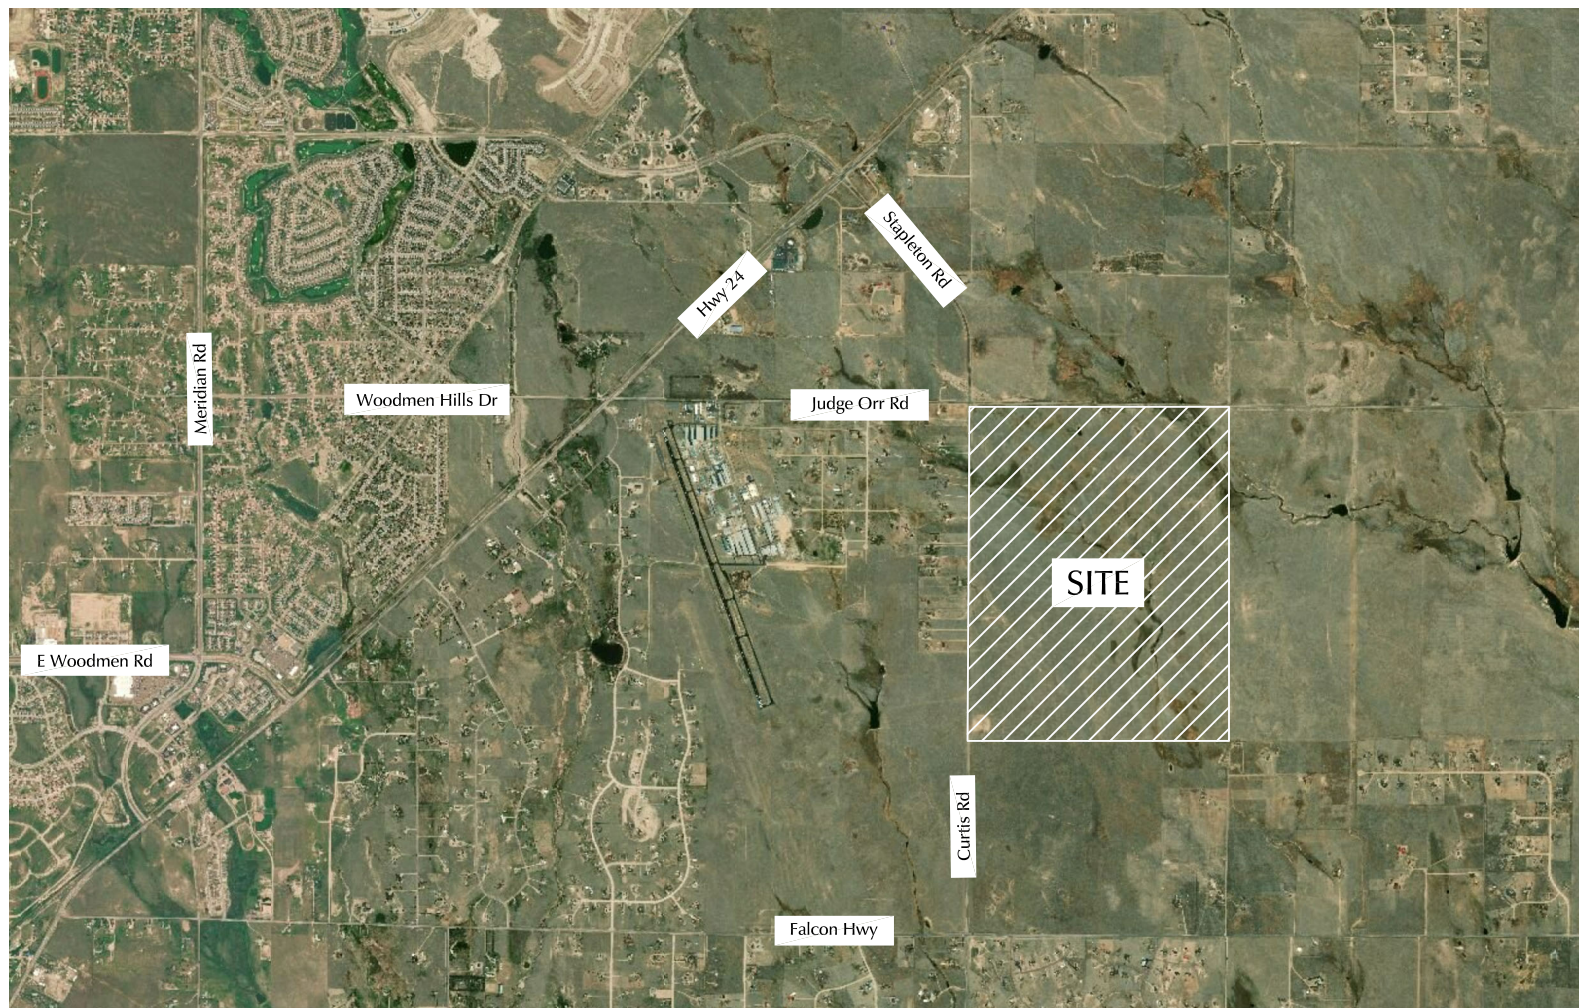 Stapleton Rd
Hwy 24
Meridian Rd
Woodmen Hills Dr
Judge Orr Rd
SITE
E Woodmen Rd
Curtis Rd
Falcon Hwy